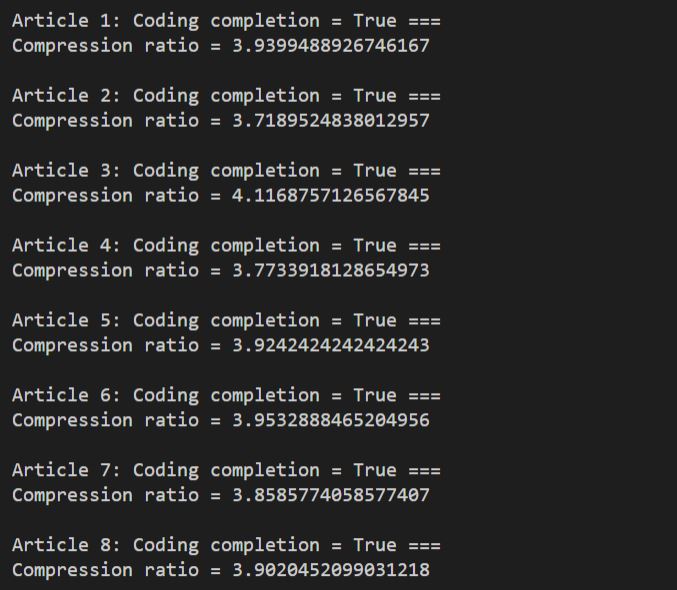 Article 1: Coding completion = True ===
Compression ratio = 3.9399488926746167
Article 2: Coding completion = True ===
Compression ratio = 3.7189524838012957
Article 3: Coding completion = True ===
Compression ratio = 4.1168757126567845
Article 4: Coding completion = True ===
Compression ratio = 3.7733918128654973
Article 5: Coding completion = True ===
Compression ratio = 3.9242424242424243
Article 6: Coding completion = True ===
Compression ratio = 3.9532888465204956
Article 7: Coding completion = True ===
Compression ratio = 3.8585774058577407
Article 8: Coding completion = True ===
Compression ratio = 3.9020452099031218